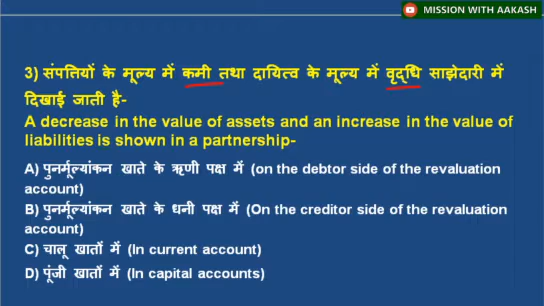 MISSION WITH AAKASH
3) संपत्तियों के मूल्य में कमी तथा दायित्व के मूल्य में वृद्धि साझेदारी में
दिखाई जाती है-
A decrease in the value of assets and an increase in the value of
liabilities is shown in a partnership-
A) पुनर्मूल्यांकन खाते के ऋणी पक्ष में (on the debtor side of the revaluation
account)
B) पुनर्मूल्यांकन खाते के धनी पक्ष में (On the creditor side of the revaluation
account)
C) चालू खातों में (In current account)
D) पूंजी खातों में (In capital accounts)